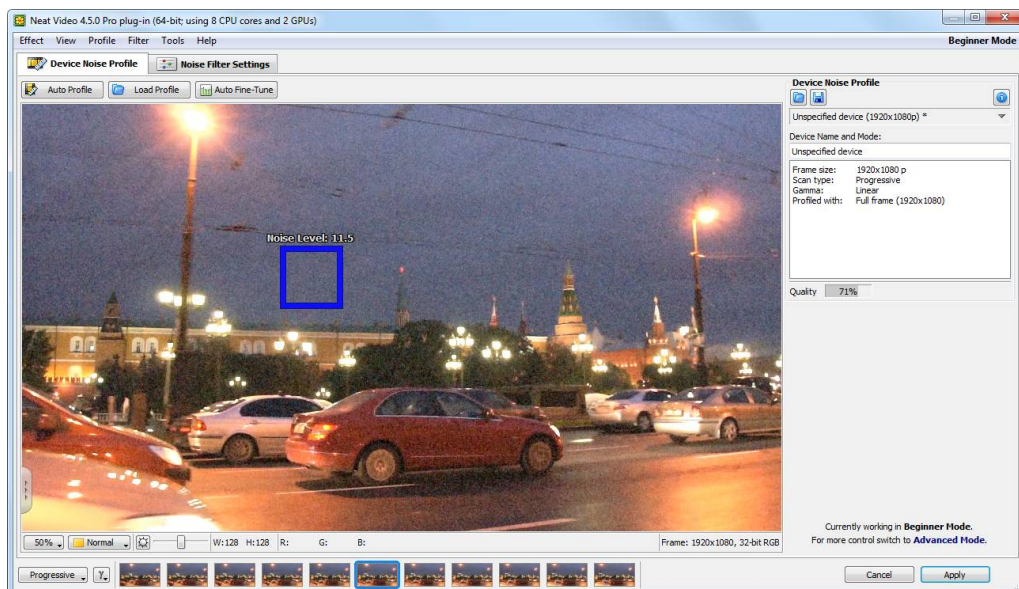 Neat Video 4.5.0 Pro plug-in (64-bit; using 8 CPU cores and 2 GPUs)
Effect View Profile Filter Tools Help Beginner Mode
Device Noise Profile Noise Filter Settings
Auto Profile Load Profile Auto Fine-Tune
Device Noise Profile
Unspecified device (1920x1080p) *
Device Name and Mode:
Unspecified device
Frame size: 1920x1080 p
Scan type: Progressive
Gamma: Linear
Profiled with: Full frame (1920x1080)
Quality 71%
Noise Level: 11.5
Currently working in Beginner Mode.
For more control switch to Advanced Mode.
50% Normal W:128 H:128 R: G: B: Frame: 1920x1080, 32-bit RGB
Progressive γ Cancel Apply